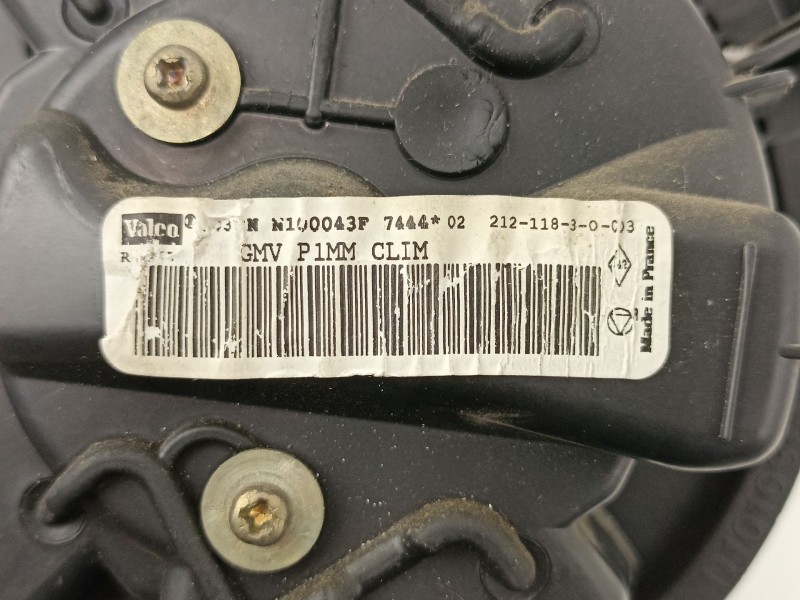 Valeo N N100043F 7444* 02 212-118-3-0-003
GMV P1MM CLIM
Made in France